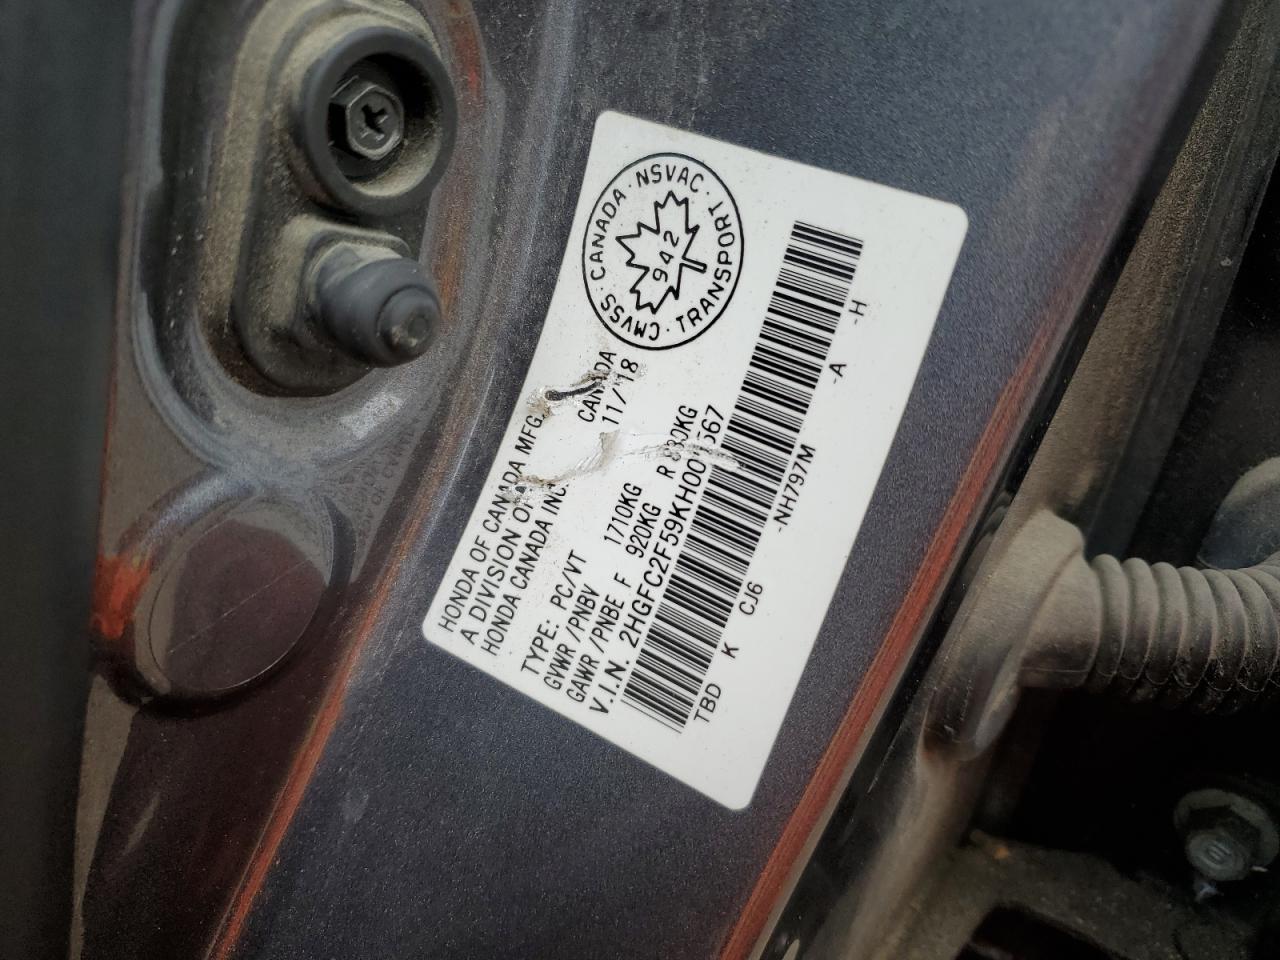 HONDA OF CANADA MFG.
A DIVISION OF
HONDA CANADA INC.
CANADA
11/18
TYPE: PC/VT
GVWR/PNBV 1710KG
GAWR/PNBE F 920KG R
V.I.N.
TBD K CJ6 -NH797M -A -H
CMVSS CANADA · NSVAC · TRANSPORT ·
942